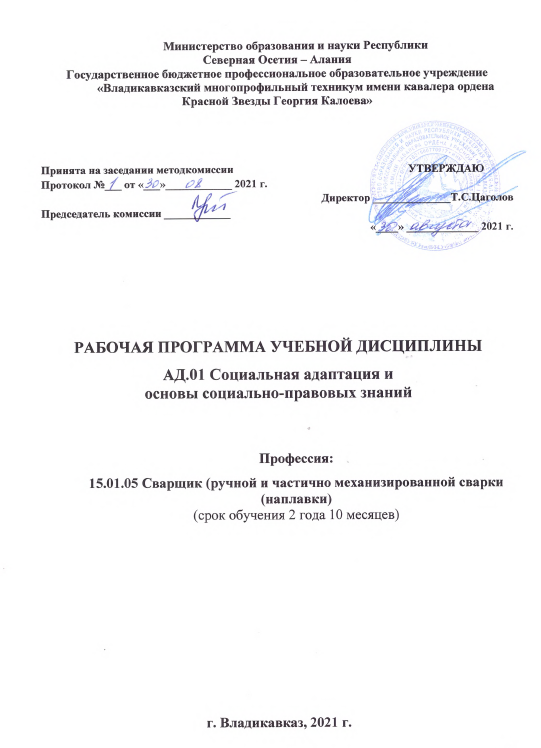 Министерство образования и науки Республики
Северная Осетия – Алания
Государственное бюджетное профессиональное образовательное учреждение
«Владикавказский многопрофильный техникум имени кавалера ордена
Красной Звезды Георгия Калоева»
Принята на заседании методкомиссии
Протокол № 1 от «30» 08 2021 г.
Председатель комиссии
УТВЕРЖДАЮ
Директор Т.С.Цаголов
«30» августа 2021 г.
РАБОЧАЯ ПРОГРАММА УЧЕБНОЙ ДИСЦИПЛИНЫ
АД.01 Социальная адаптация и
основы социально-правовых знаний
Профессия:
15.01.05 Сварщик (ручной и частично механизированной сварки
(наплавки)
(срок обучения 2 года 10 месяцев)
г. Владикавказ, 2021 г.